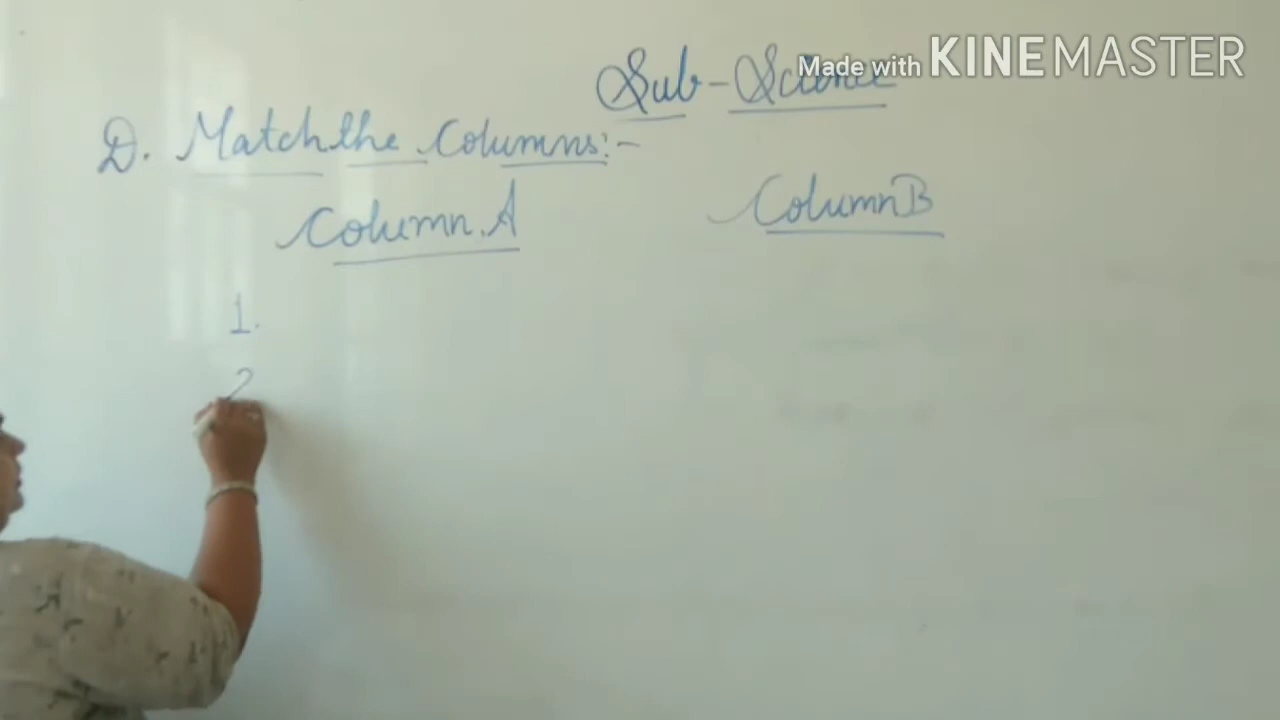 Made with KINEMASTER
Sub - Science
D. Match the Columns:-
Column A
Column B
1.
2